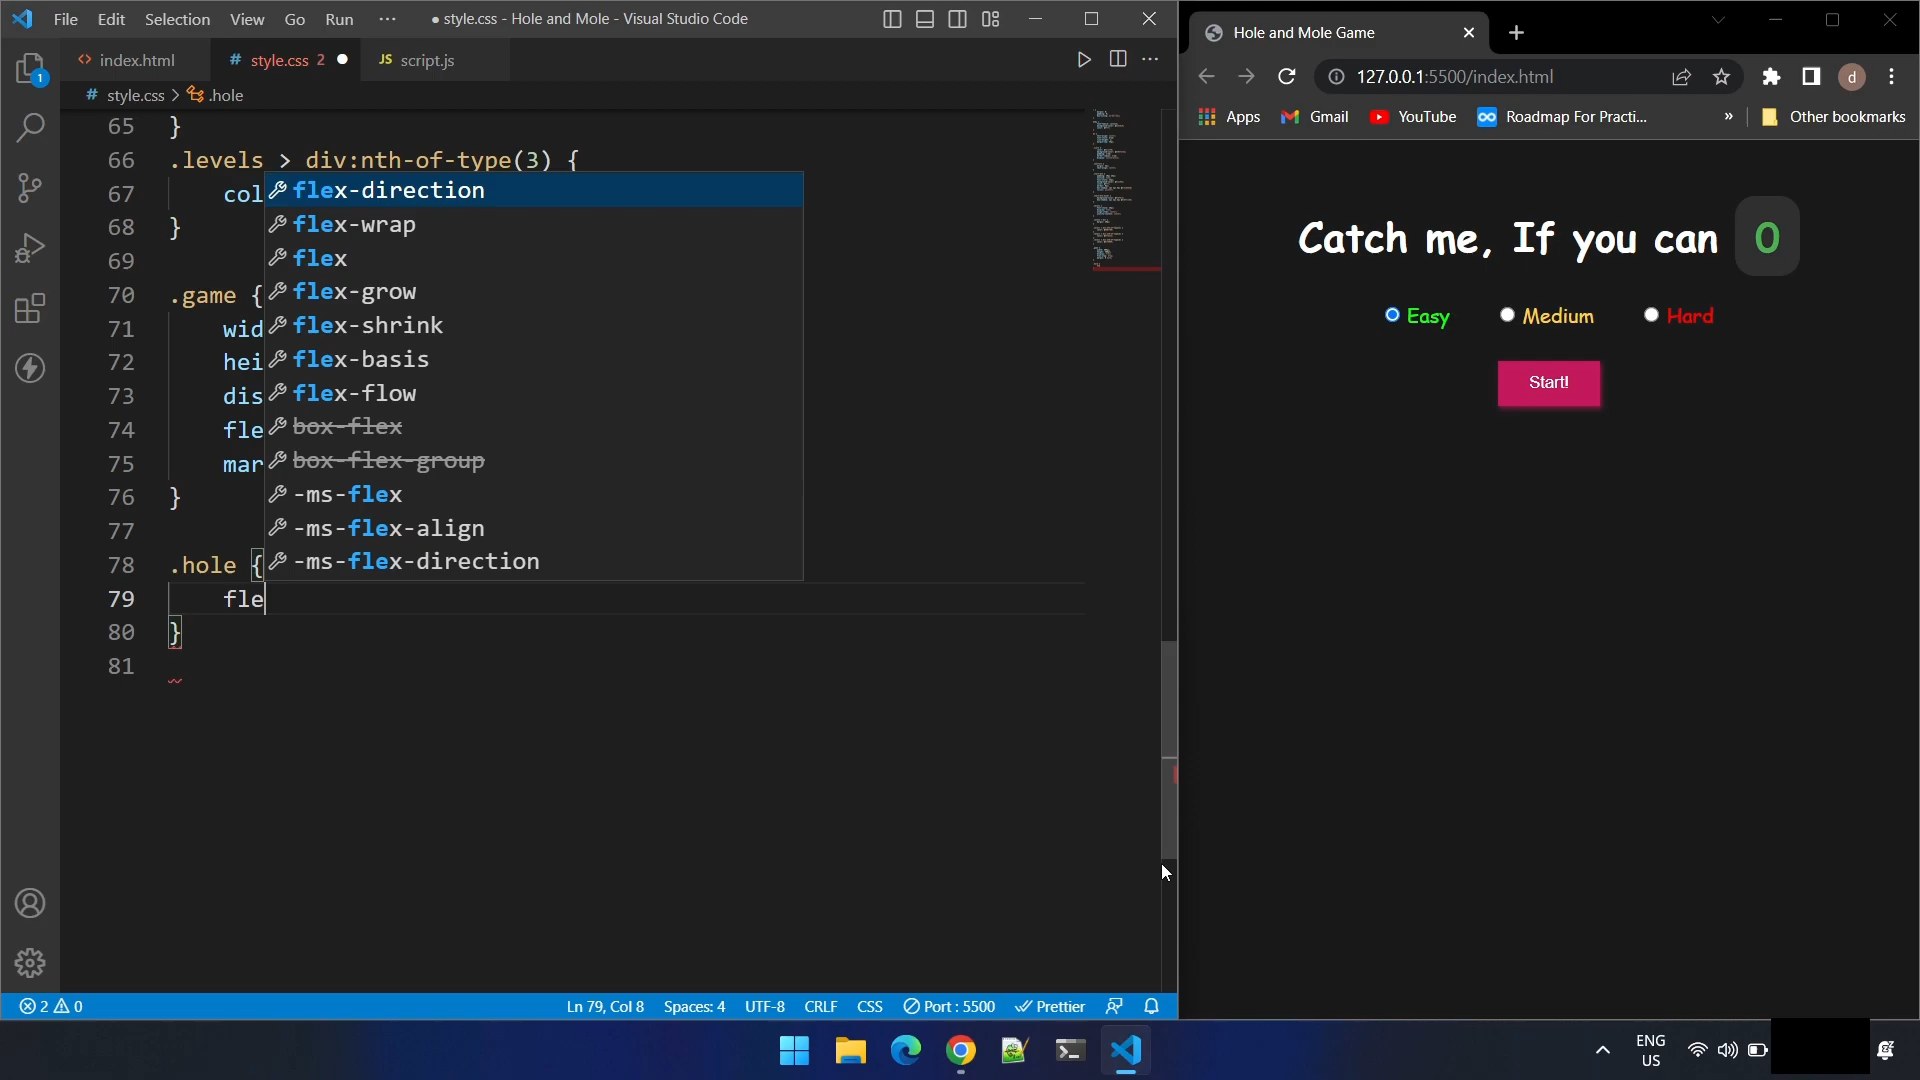 File Edit Selection View Go Run ··· ● style.css - Hole and Mole - Visual Studio Code
index.html # style.css 2 JS script.js
# style.css > .hole
65 }
66 .levels > div:nth-of-type(3) {
67 col
68 }
69
70 .game {
71 wid
72 hei
73 dis
74 fle
75 mar
76 }
77
78 .hole {
79 fle
80 }
81
flex-direction
flex-wrap
flex
flex-grow
flex-shrink
flex-basis
flex-flow
box-flex
box-flex-group
-ms-flex
-ms-flex-align
-ms-flex-direction
1
2 0 Ln 79, Col 8 Spaces: 4 UTF-8 CRLF CSS Port : 5500 Prettier
Hole and Mole Game
127.0.0.1:5500/index.html d
Apps Gmail YouTube Roadmap For Practi... » Other bookmarks
Catch me, If you can 0
Easy Medium Hard
Start!
ENG
US